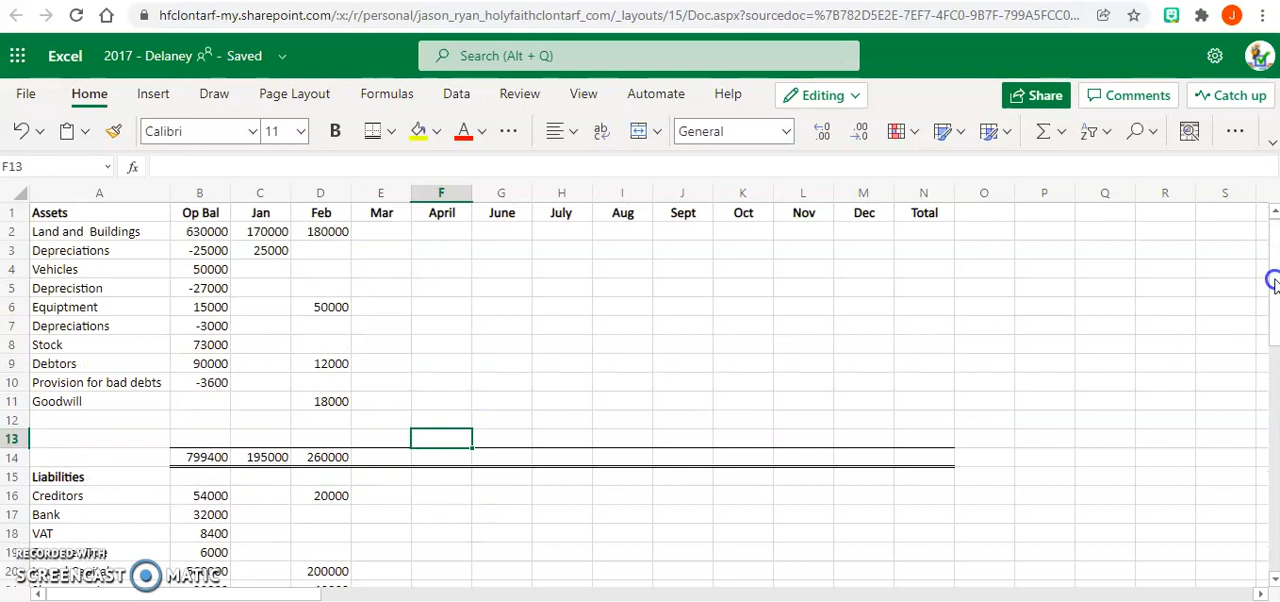 hfclontarf-my.sharepoint.com/:x:/r/personal/jason_ryan_holyfaithclontarf_com/_layouts/15/Doc.aspx?sourcedoc=%7B782D5E2E-7EF7-4FC0-9B7F-799A5FCC0... J
Excel 2017 - Delaney - Saved Search (Alt + Q)
File Home Insert Draw Page Layout Formulas Data Review View Automate Help Editing Share Comments Catch up
Calibri 11 B A ab General
F13 fx
A B C D E F G H I J K L M N O P Q R S
1 Assets Op Bal Jan Feb Mar April June July Aug Sept Oct Nov Dec Total
2 Land and Buildings 630000 170000 180000
3 Depreciations -25000 25000
4 Vehicles 50000
5 Deprecistion -27000
6 Equiptment 15000 50000
7 Depreciations -3000
8 Stock 73000
9 Debtors 90000 12000
10 Provision for bad debts -3600
11 Goodwill 18000
12
13
14 799400 195000 260000
15 Liabilities
16 Creditors 54000 20000
17 Bank 32000
18 VAT 8400
19 6000
RECORDED WITH
20 200000
SCREENCAST MATIC